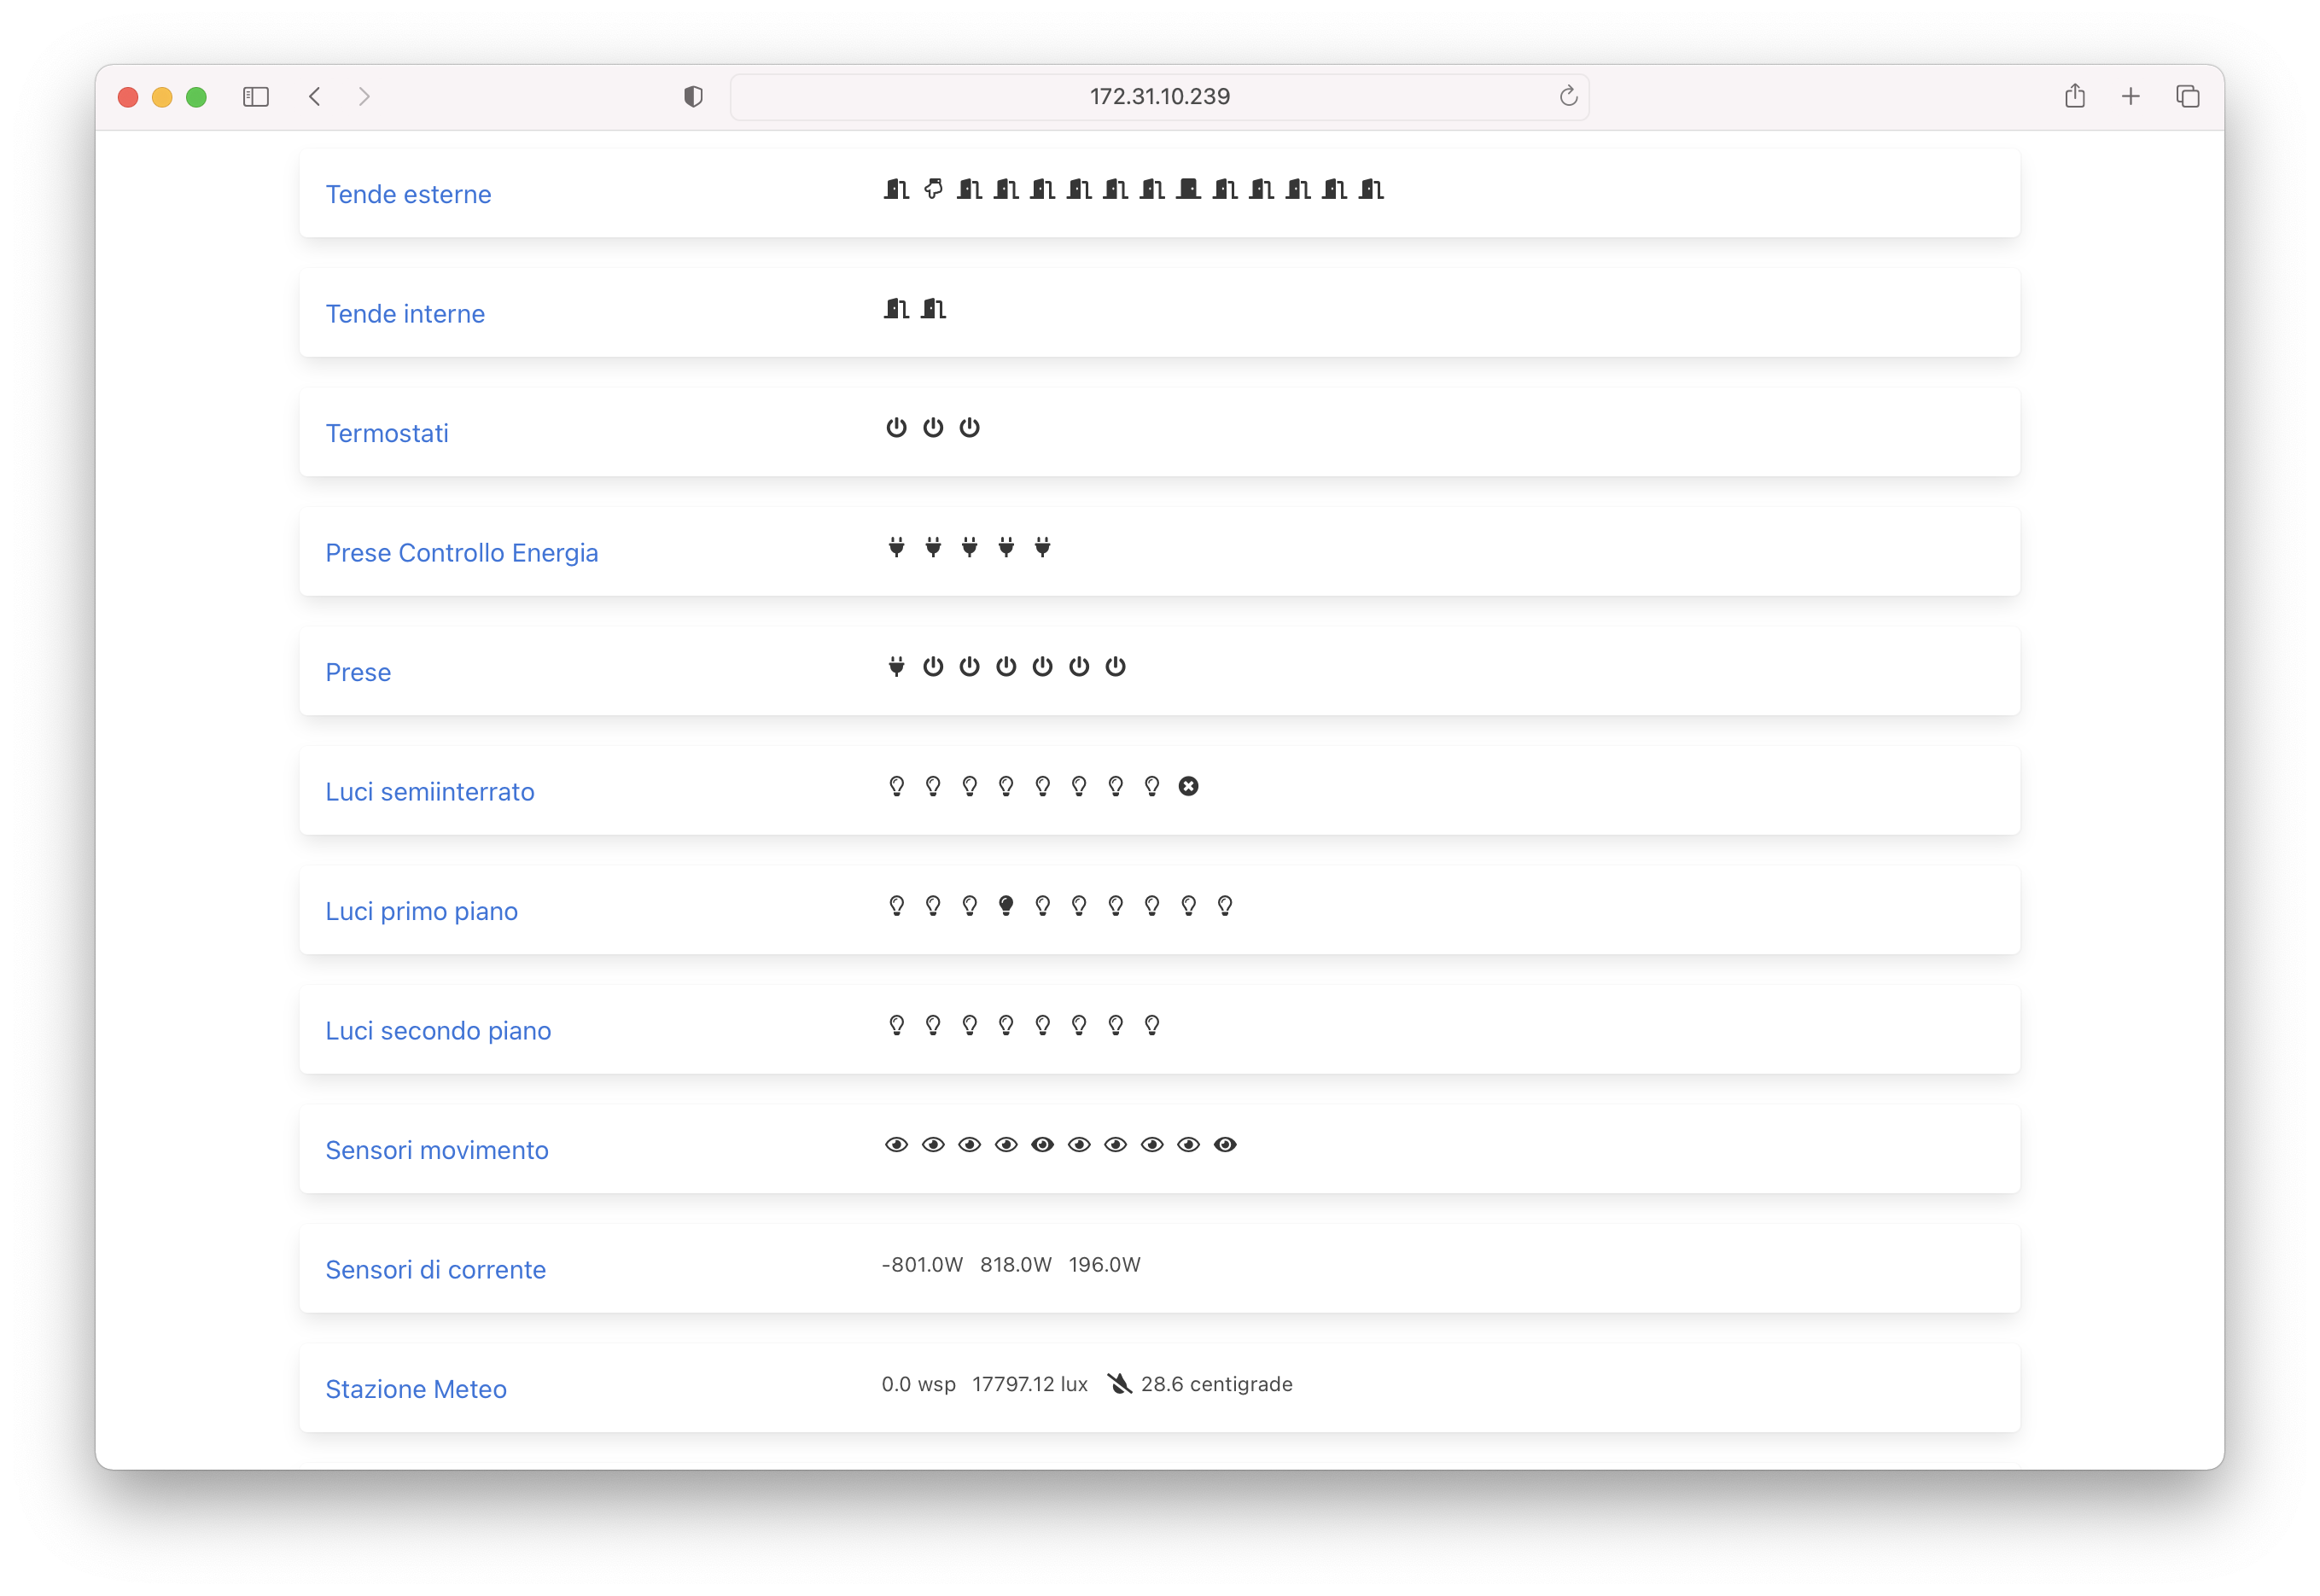 172.31.10.239
Tende esterne
Tende interne
Termostati
Prese Controllo Energia
Prese
Luci semiinterrato
Luci primo piano
Luci secondo piano
Sensori movimento
Sensori di corrente -801.0W 818.0W 196.0W
Stazione Meteo 0.0 wsp 17797.12 lux 28.6 centigrade